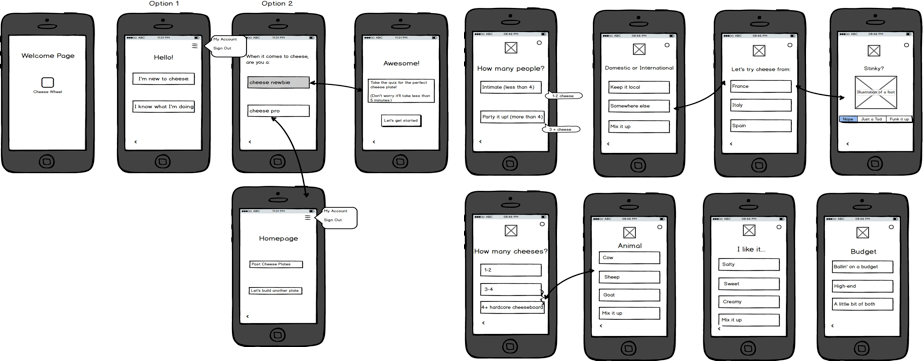 Option 1
Option 2
Welcome Page
Cheese Wheel
Hello!
I'm new to cheese
I know what I'm doing
My Account
Sign Out
When it comes to cheese,
are you a:
cheese newbie
cheese pro
Awesome!
Take the quiz for the perfect
cheese plate!
(Don't worry it'll take less than
5 minutes.)
Let's get started
How many people?
Intimate (less than 4)
1-2 cheese
Party it up! (more than 4)
3 + cheese
Domestic or International
Keep it local
Somewhere else
Mix it up
Let's try cheese from:
France
Italy
Spain
Stinky?
Illustration of a foot
Nope
Just a Tad
Funk it up
My Account
Sign Out
Homepage
Past Cheese Plates
Let's build another plate
How many cheeses?
1-2
3-4
4+ hardcore cheeseboard
Animal
Cow
Sheep
Goat
Mix it up
I like it...
Salty
Sweet
Creamy
Mix it up
Budget
Ballin' on a budget
High-end
A little bit of both